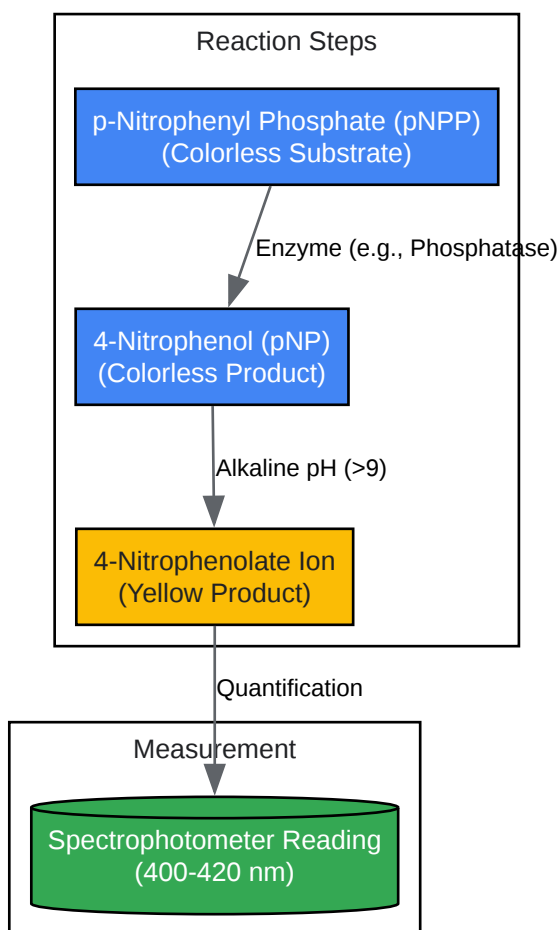 Reaction Steps
p-Nitrophenyl Phosphate (pNPP)
(Colorless Substrate)
Enzyme (e.g., Phosphatase)
4-Nitrophenol (pNP)
(Colorless Product)
Alkaline pH (>9)
4-Nitrophenolate Ion
(Yellow Product)
Quantification
Measurement
Spectrophotometer Reading
(400-420 nm)